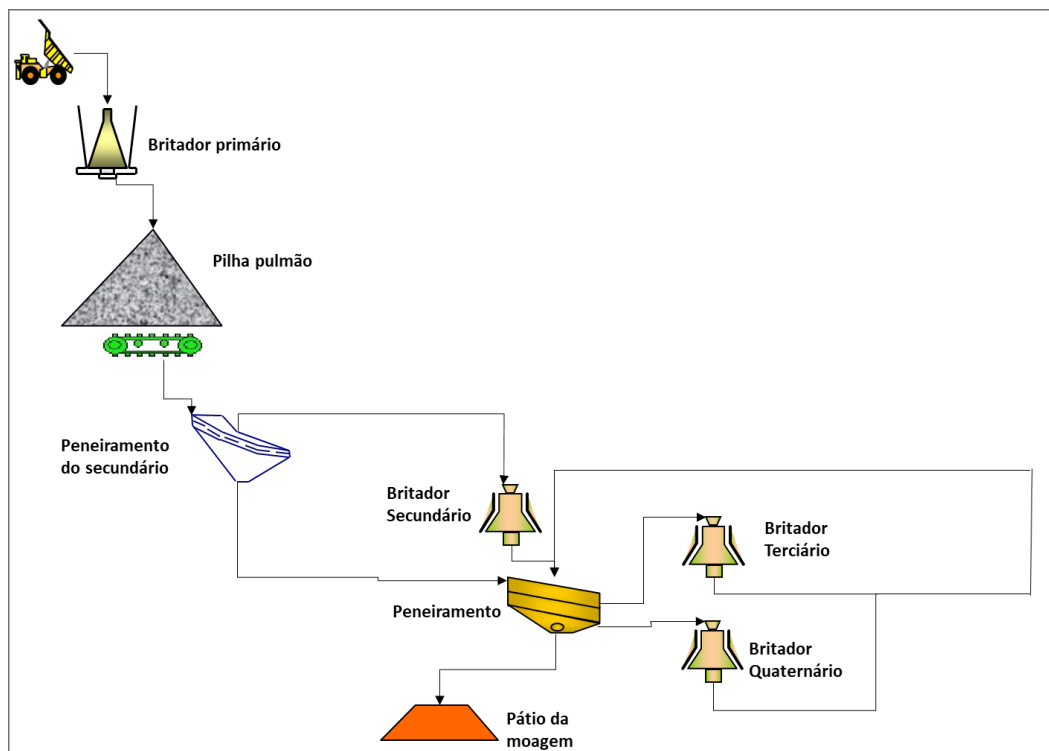 Britador primário
Pilha pulmão
Peneiramento
do secundário
Britador
Secundário
Britador
Terciário
Peneiramento
Britador
Quaternário
Pátio da
moagem